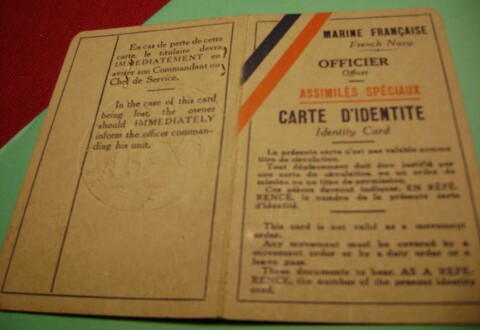 En cas de perte de cette
carte, le titulaire devra
IMMÉDIATEMENT en
aviser son Commandant ou
Chef de Service.
In the case of this card
being lost, the owner
should IMMEDIATELY
inform the officer comman-
ding his unit.
MARINE FRANÇAISE
French Navy
OFFICIER
Officer
ASSIMILÉS SPÉCIAUX
CARTE D'IDENTITE
Identity Card
La présente carte n'est pas valable comme
titre de circulation.
Tout déplacement doit être justifié par
une carte de circulation ou un ordre de
mission ou un titre de permission.
Ces pièces devront indiquer, EN RÉFÉ-
RENCE, le numéro de la présente carte
d'identité.
This card is not valid as a movement
order.
Any movement must be covered by a
movement order or by a duty order or a
leave pass.
These documents to bear, AS A REFE-
RENCE, the number of the present identity
card.